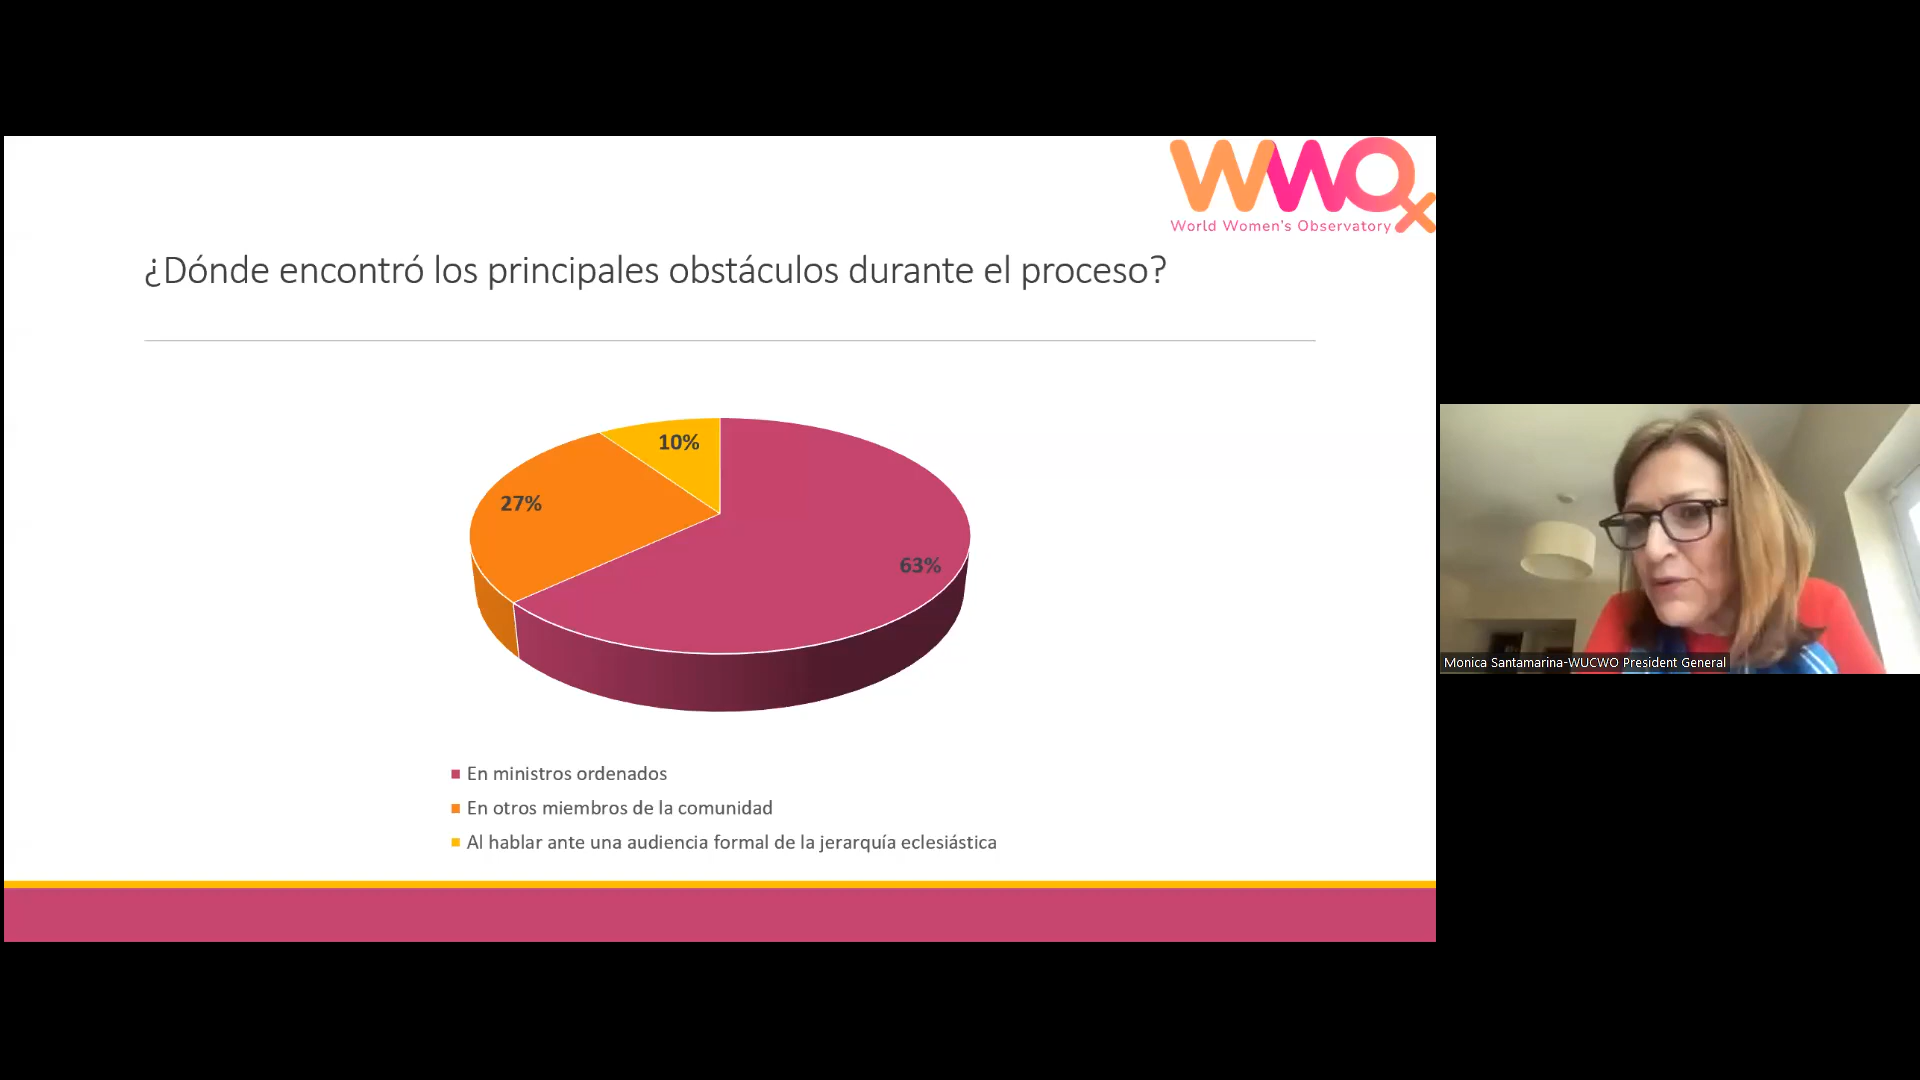 WWO
World Women's Observatory
¿Dónde encontró los principales obstáculos durante el proceso?
10%
27%
63%
En ministros ordenados
En otros miembros de la comunidad
Al hablar ante una audiencia formal de la jerarquía eclesiástica
Monica Santamarina-WUCWO President General